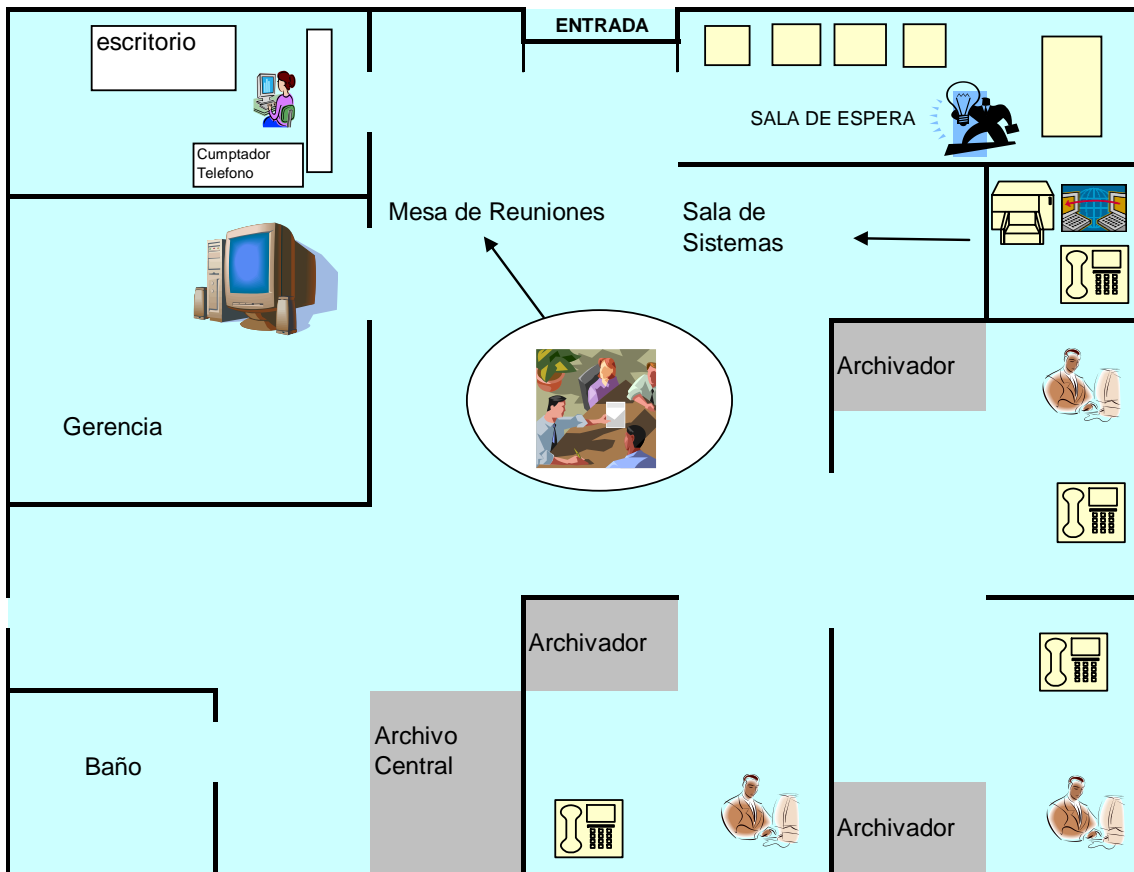 ENTRADA
escritorio
SALA DE ESPERA
Cumptador
Telefono
Mesa de Reuniones
Sala de
Sistemas
Archivador
Gerencia
Archivador
Archivo
Central
Baño
Archivador